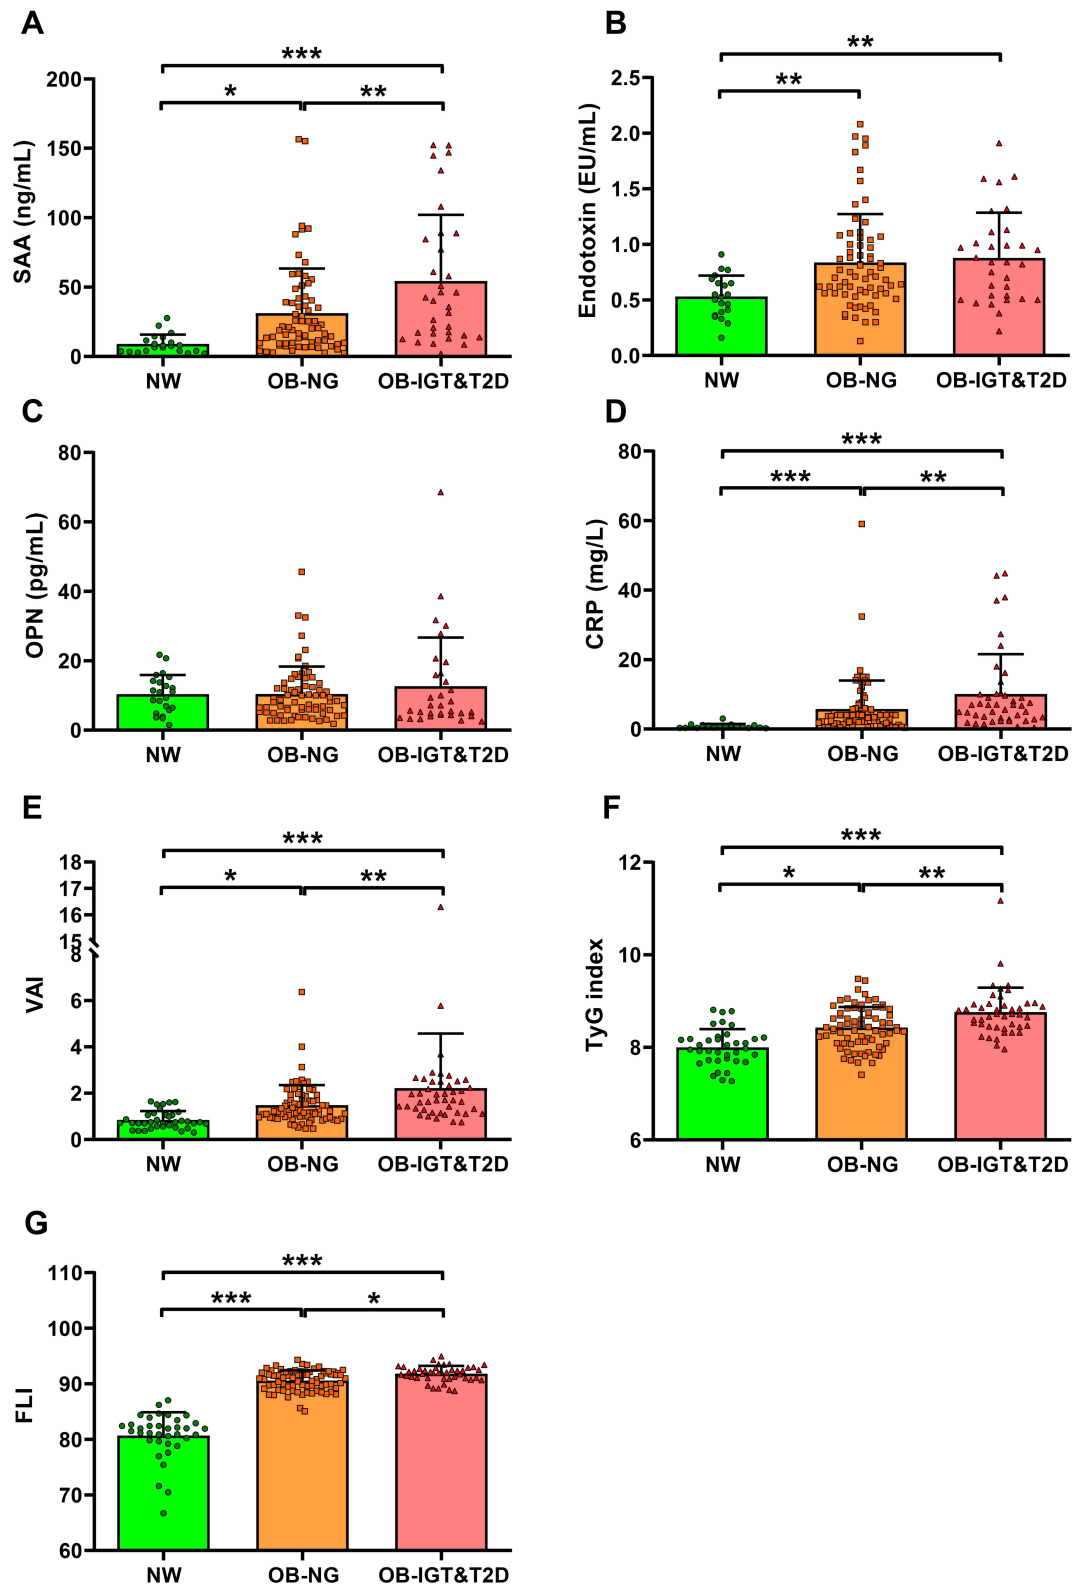 A
SAA (ng/mL)
200
150
100
50
0
***
*
**
NW
OB-NG
OB-IGT&T2D
B
Endotoxin (EU/mL)
2.5
2.0
1.5
1.0
0.5
0.0
**
**
NW
OB-NG
OB-IGT&T2D
C
OPN (pg/mL)
80
60
40
20
0
NW
OB-NG
OB-IGT&T2D
D
CRP (mg/L)
80
60
40
20
0
***
***
**
NW
OB-NG
OB-IGT&T2D
E
VAI
18
17
16
15
8
6
4
2
0
***
*
**
NW
OB-NG
OB-IGT&T2D
F
TyG index
12
10
8
6
***
*
**
NW
OB-NG
OB-IGT&T2D
G
FLI
110
100
90
80
70
60
***
***
*
NW
OB-NG
OB-IGT&T2D